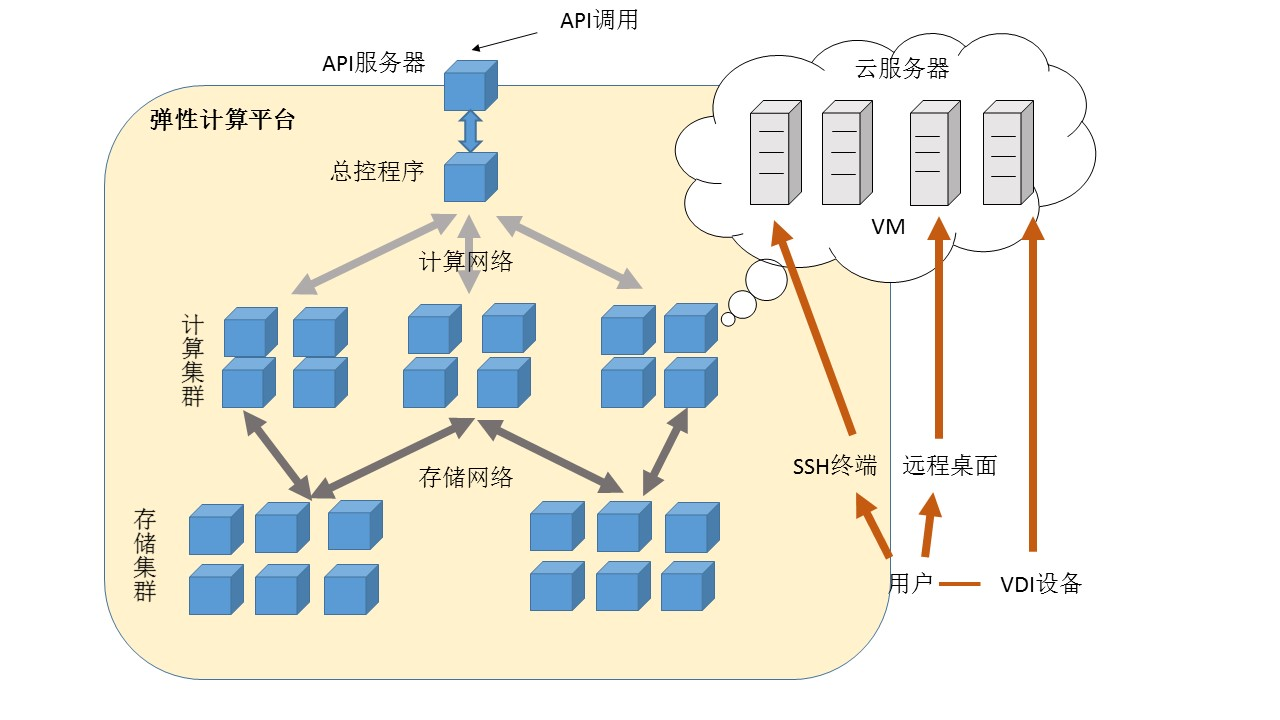 API调用
API服务器
云服务器
弹性计算平台
总控程序
VM
计算网络
计算集群
SSH终端
远程桌面
存储网络
存储集群
用户
VDI设备